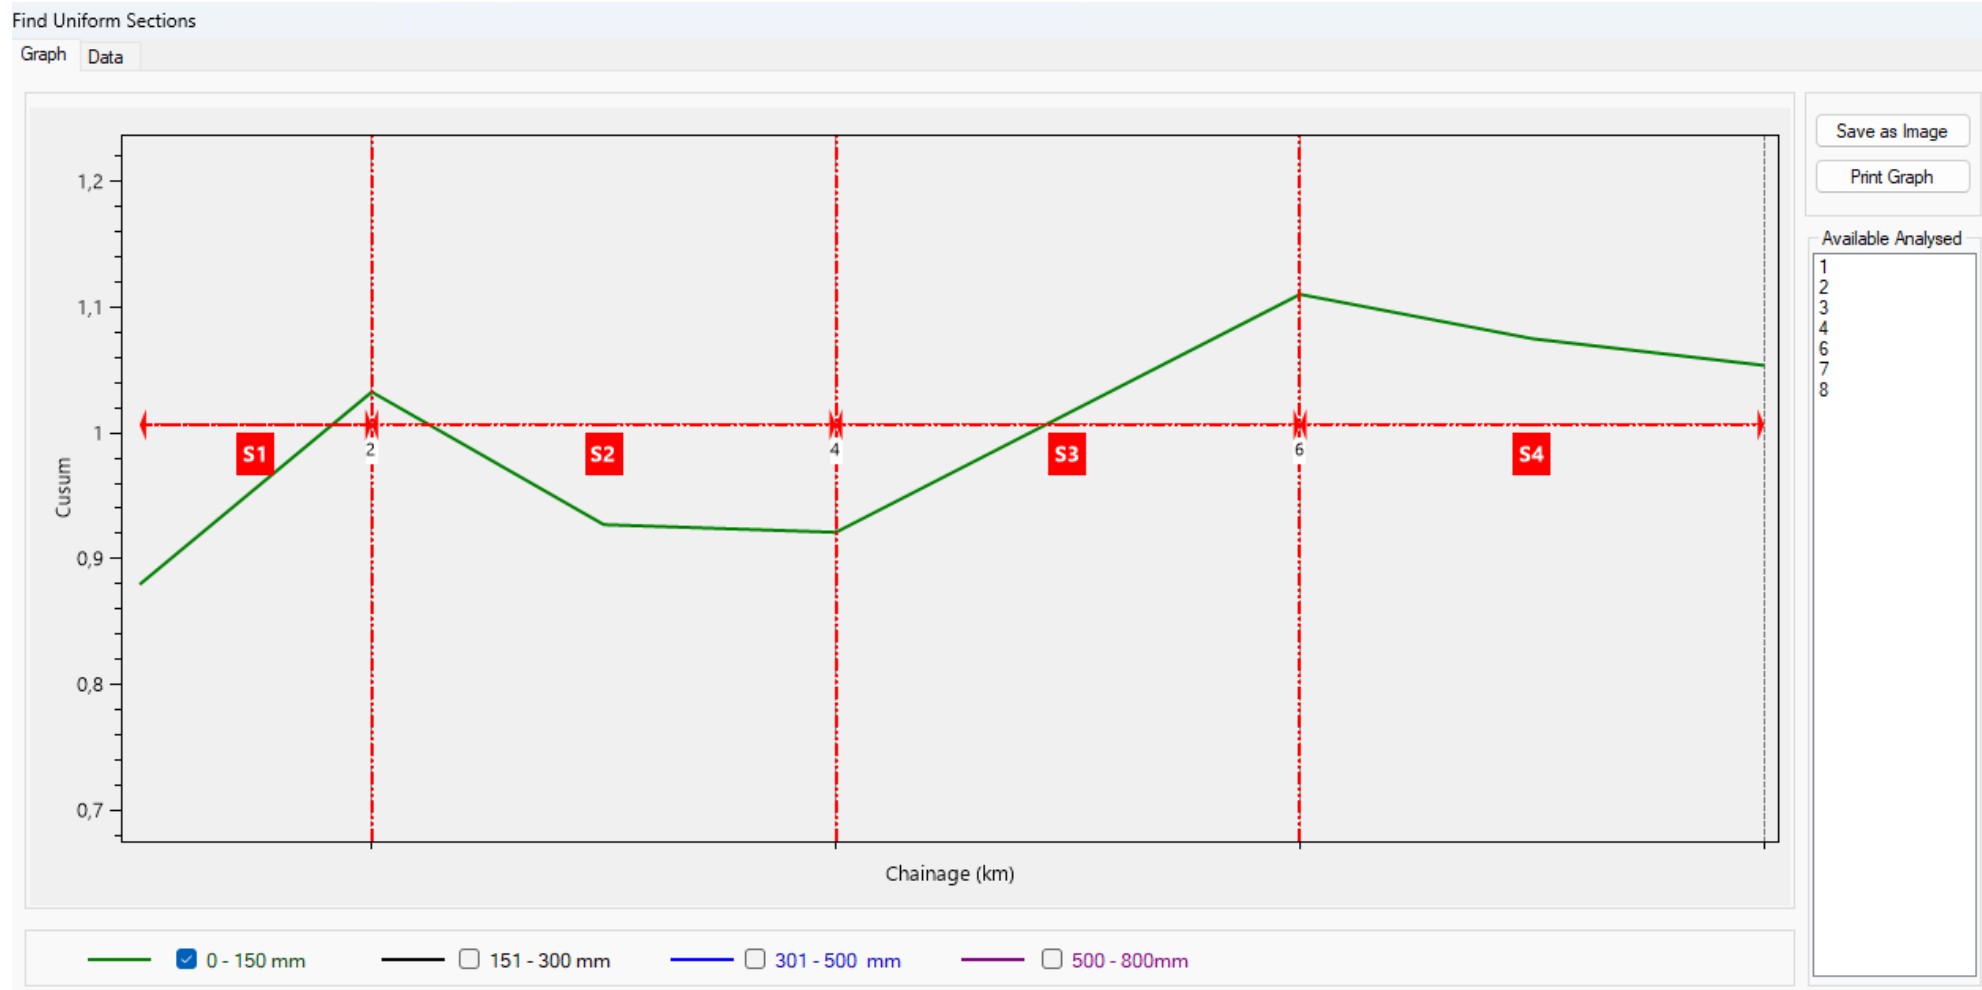 Find Uniform Sections
Graph Data
Save as Image
Print Graph
Available Analysed
1
2
3
4
6
7
8
1,2
1,1
1
0,9
0,8
0,7
Cusum
S1 2 S2 4 S3 6 S4
Chainage (km)
0 - 150 mm 151 - 300 mm 301 - 500 mm 500 - 800mm